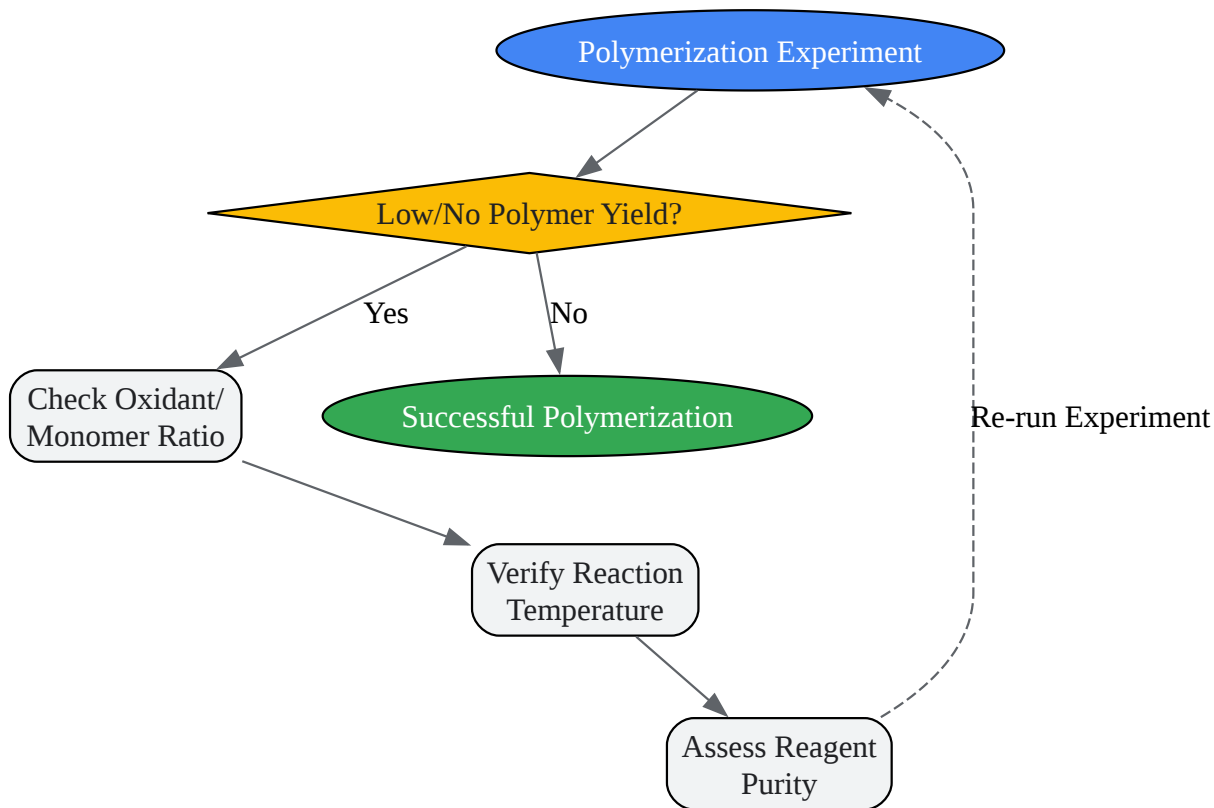 Polymerization Experiment
Low/No Polymer Yield?
Yes
No
Check Oxidant/
Monomer Ratio
Successful Polymerization
Re-run Experiment
Verify Reaction
Temperature
Assess Reagent
Purity